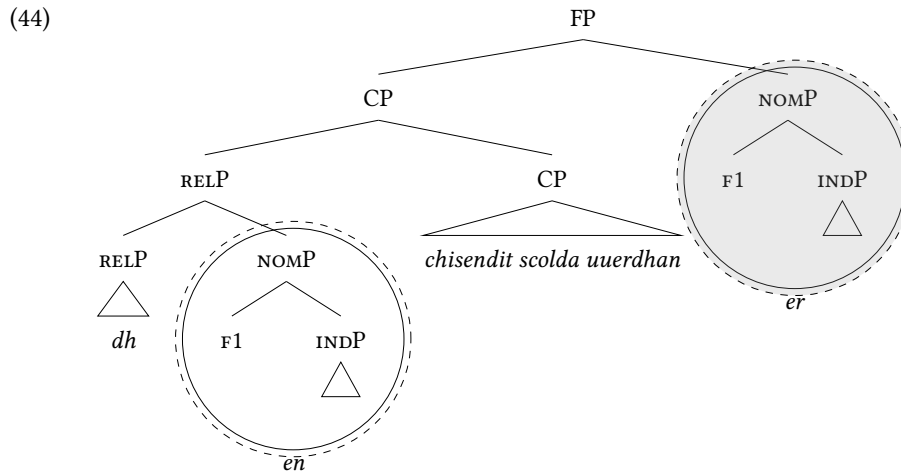 (44)
FP
CP
NOMP
RELP
CP
F1
INDP
RELP
NOMP
chisendit scolda uuerdhan
er
dh
F1
INDP
en